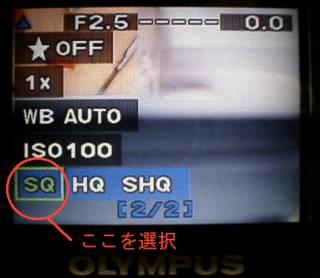 F2.5 ----- 0.0
★OFF
1x
WB AUTO
ISO100
SQ HQ SHQ
[2/2]
ここを選択
OLYMPUS